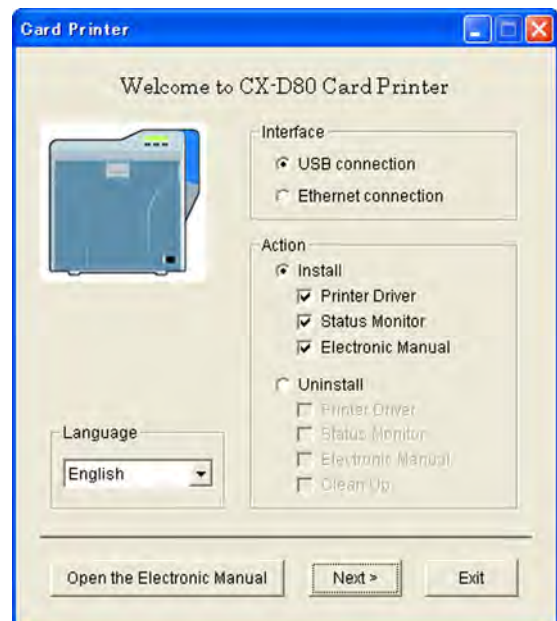 Card Printer
Welcome to CX-D80 Card Printer
Interface
USB connection
Ethernet connection
Action
Install
Printer Driver
Status Monitor
Electronic Manual
Uninstall
Printer Driver
Status Monitor
Electronic Manual
Clean Up
Language
English
Open the Electronic Manual
Next >
Exit